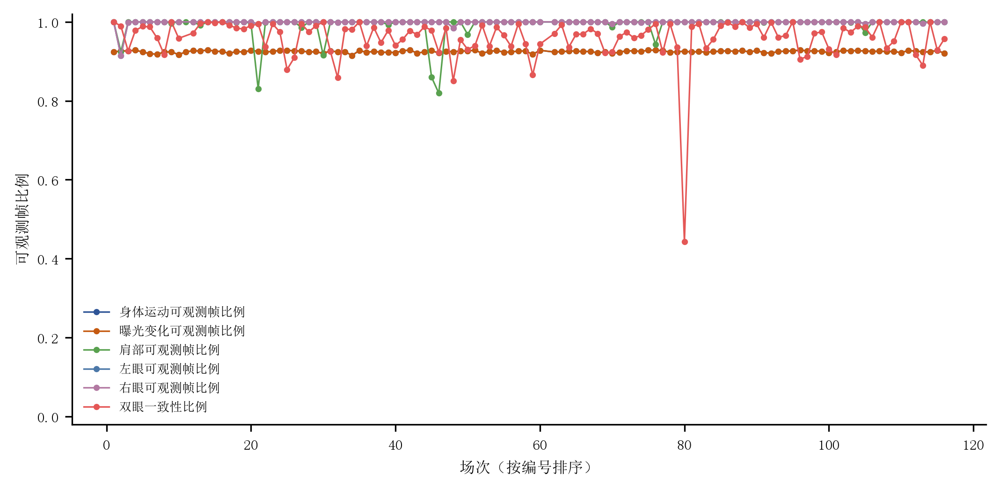 可观测帧比例
1.0
0.8
0.6
0.4
0.2
0.0
身体运动可观测帧比例
曝光变化可观测帧比例
肩部可观测帧比例
左眼可观测帧比例
右眼可观测帧比例
双眼一致性比例
0 20 40 60 80 100 120
场次（按编号排序）